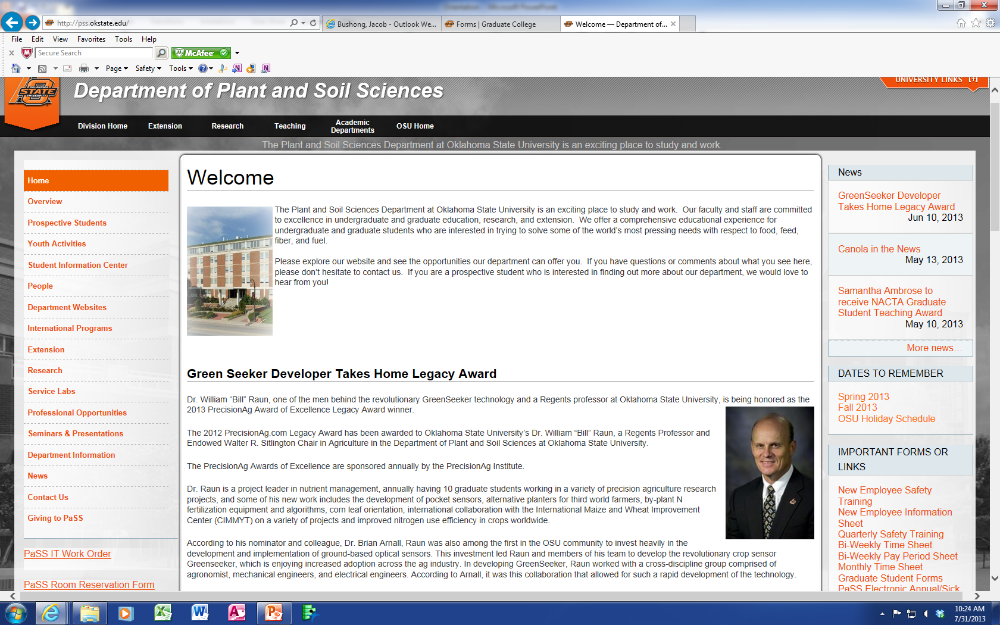 http://pss.okstate.edu/
Bushong, Jacob - Outlook We...
Forms | Graduate College
Welcome — Department of...
File Edit View Favorites Tools Help
Secure Search
McAfee
Page Safety Tools
OKLAHOMA
STATE
Department of Plant and Soil Sciences
UNIVERSITY LINKS [+]
Division Home
Extension
Research
Teaching
Academic
Departments
OSU Home
The Plant and Soil Sciences Department at Oklahoma State University is an exciting place to study and work.
Home
Overview
Prospective Students
Youth Activities
Student Information Center
People
Department Websites
International Programs
Extension
Research
Service Labs
Professional Opportunities
Seminars & Presentations
Department Information
News
Contact Us
Giving to PaSS
PaSS IT Work Order
PaSS Room Reservation Form
Welcome
The Plant and Soil Sciences Department at Oklahoma State University is an exciting place to study and work.  Our faculty and staff are committed
to excellence in undergraduate and graduate education, research, and extension.  We offer a comprehensive educational experience for
undergraduate and graduate students who are interested in trying to solve some of the world's most pressing needs with respect to food, feed,
fiber, and fuel.
Please explore our website and see the opportunities our department can offer you.  If you have questions or comments about what you see here,
please don't hesitate to contact us.  If you are a prospective student who is interested in finding out more about our department, we would love to
hear from you!
Green Seeker Developer Takes Home Legacy Award
Dr. William “Bill” Raun, one of the men behind the revolutionary GreenSeeker technology and a Regents professor at Oklahoma State University, is being honored as the
2013 PrecisionAg Award of Excellence Legacy Award winner.
The 2012 PrecisionAg.com Legacy Award has been awarded to Oklahoma State University's Dr. William “Bill” Raun, a Regents Professor and
Endowed Walter R. Sitlington Chair in Agriculture in the Department of Plant and Soil Sciences at Oklahoma State University.
The PrecisionAg Awards of Excellence are sponsored annually by the PrecisionAg Institute.
Dr. Raun is a project leader in nutrient management, annually having 10 graduate students working in a variety of precision agriculture research
projects, and some of his new work includes the development of pocket sensors, alternative planters for third world farmers, by-plant N
fertilization equipment and algorithms, corn leaf orientation, international collaboration with the International Maize and Wheat Improvement
Center (CIMMYT) on a variety of projects and improved nitrogen use efficiency in crops worldwide.
According to his nominator and colleague, Dr. Brian Arnall, Raun was also among the first in the OSU community to invest heavily in the
development and implementation of ground-based optical sensors. This investment led Raun and members of his team to develop the revolutionary crop sensor
Greenseeker, which is enjoying increased adoption across the ag industry. In developing GreenSeeker, Raun worked with a cross-discipline group comprised of
agronomist, mechanical engineers, and electrical engineers. According to Arnall, it was this collaboration that allowed for such a rapid development of the technology.
News
GreenSeeker Developer
Takes Home Legacy Award
Jun 10, 2013
Canola in the News
May 13, 2013
Samantha Ambrose to
receive NACTA Graduate
Student Teaching Award
May 10, 2013
More news…
DATES TO REMEMBER
Spring 2013
Fall 2013
OSU Holiday Schedule
IMPORTANT FORMS OR
LINKS
New Employee Safety
Training
New Employee Information
Sheet
Quarterly Safety Training
Bi-Weekly Time Sheet
Bi-Weekly Pay Period Sheet
Monthly Time Sheet
Graduate Student Forms
PaSS Electronic Annual/Sick
10:24 AM
7/31/2013